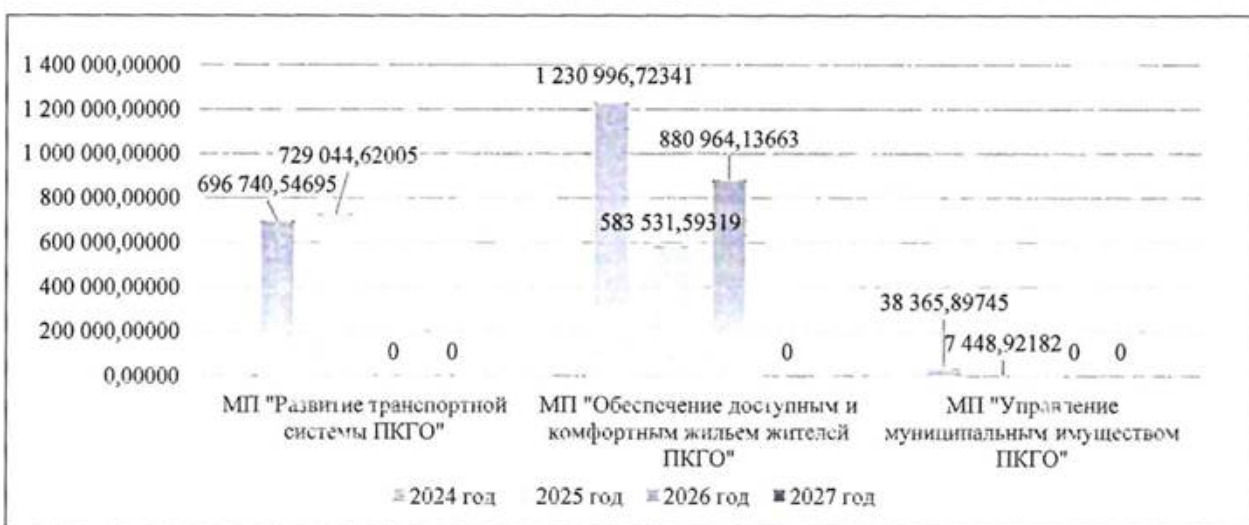 1 400 000,00000
1 200 000,00000
1 000 000,00000
800 000,00000
600 000,00000
400 000,00000
200 000,00000
0,00000
696 740,54695
729 044,62005
0
0
1 230 996,72341
583 531,59319
880 964,13663
0
38 365,89745
7 448,92182
0
0
МП "Развитие транспортной
системы ПКГО"
МП "Обеспечение доступным и
комфортным жильем жителей
ПКГО"
МП "Управление
муниципальным имуществом
ПКГО"
2024 год
2025 год
2026 год
2027 год